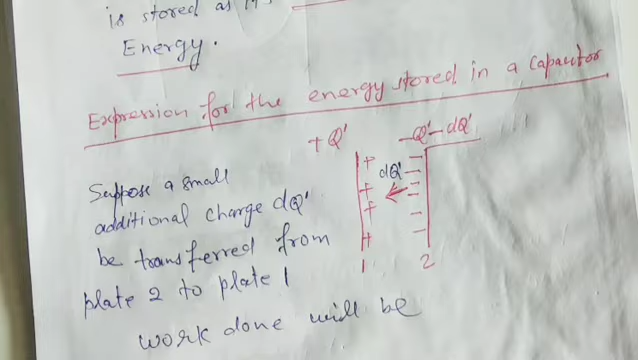 is stored as its
Energy.
Expression for the energy stored in a capacitor
+Q' -Q'-dQ'
dQ'
Suppose a small
additional charge dQ'
be transferred from
plate 2 to plate 1
1 2
work done will be